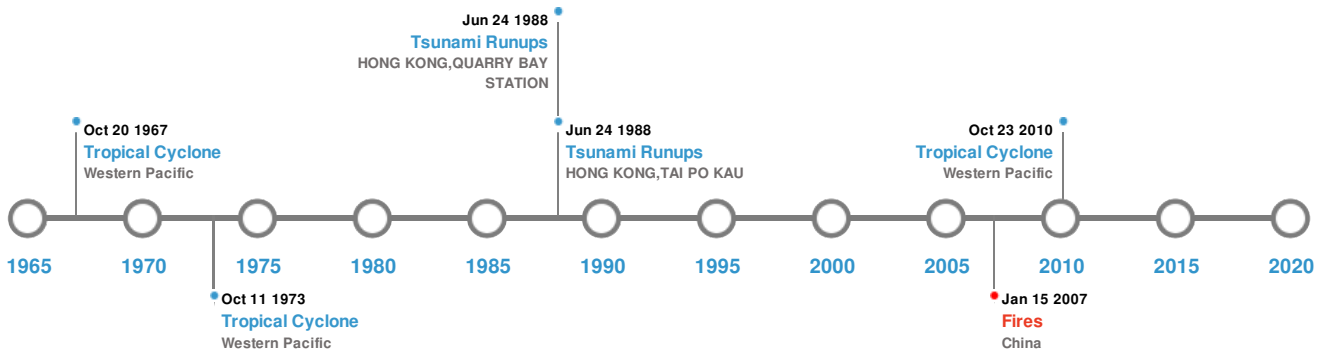 Jun 24 1988
Tsunami Runups
HONG KONG,QUARRY BAY
STATION
Oct 20 1967
Tropical Cyclone
Western Pacific
Jun 24 1988
Tsunami Runups
HONG KONG,TAI PO KAU
Oct 23 2010
Tropical Cyclone
Western Pacific
1965 1970 1975 1980 1985 1990 1995 2000 2005 2010 2015 2020
Oct 11 1973
Tropical Cyclone
Western Pacific
Jan 15 2007
Fires
China